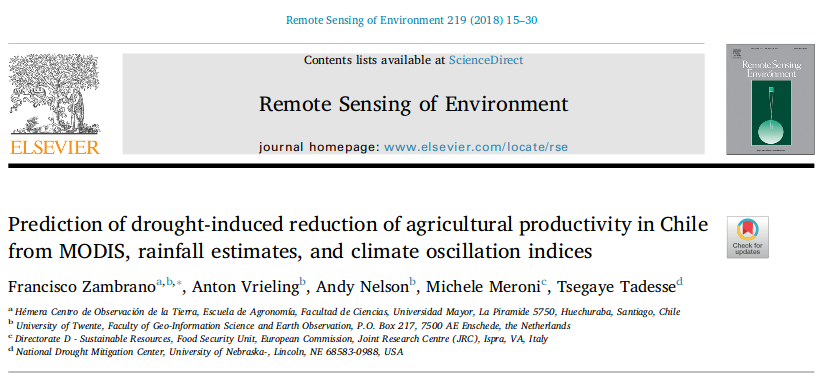 Remote Sensing of Environment 219 (2018) 15–30
Contents lists available at ScienceDirect
Remote Sensing of Environment
journal homepage: www.elsevier.com/locate/rse
ELSEVIER
Remote Sensing
Environment
Prediction of drought-induced reduction of agricultural productivity in Chile
from MODIS, rainfall estimates, and climate oscillation indices
Check for
updates
Francisco Zambranoa,b,*, Anton Vrielingb, Andy Nelsonb, Michele Meronic, Tsegaye Tadessed
a Hémera Centro de Observación de la Tierra, Escuela de Agronomía, Facultad de Ciencias, Universidad Mayor, La Piramide 5750, Huechuraba, Santiago, Chile
b University of Twente, Faculty of Geo-Information Science and Earth Observation, P.O. Box 217, 7500 AE Enschede, the Netherlands
c Directorate D - Sustainable Resources, Food Security Unit, European Commission, Joint Research Centre (JRC), Ispra, VA, Italy
d National Drought Mitigation Center, University of Nebraska-, Lincoln, NE 68583-0988, USA